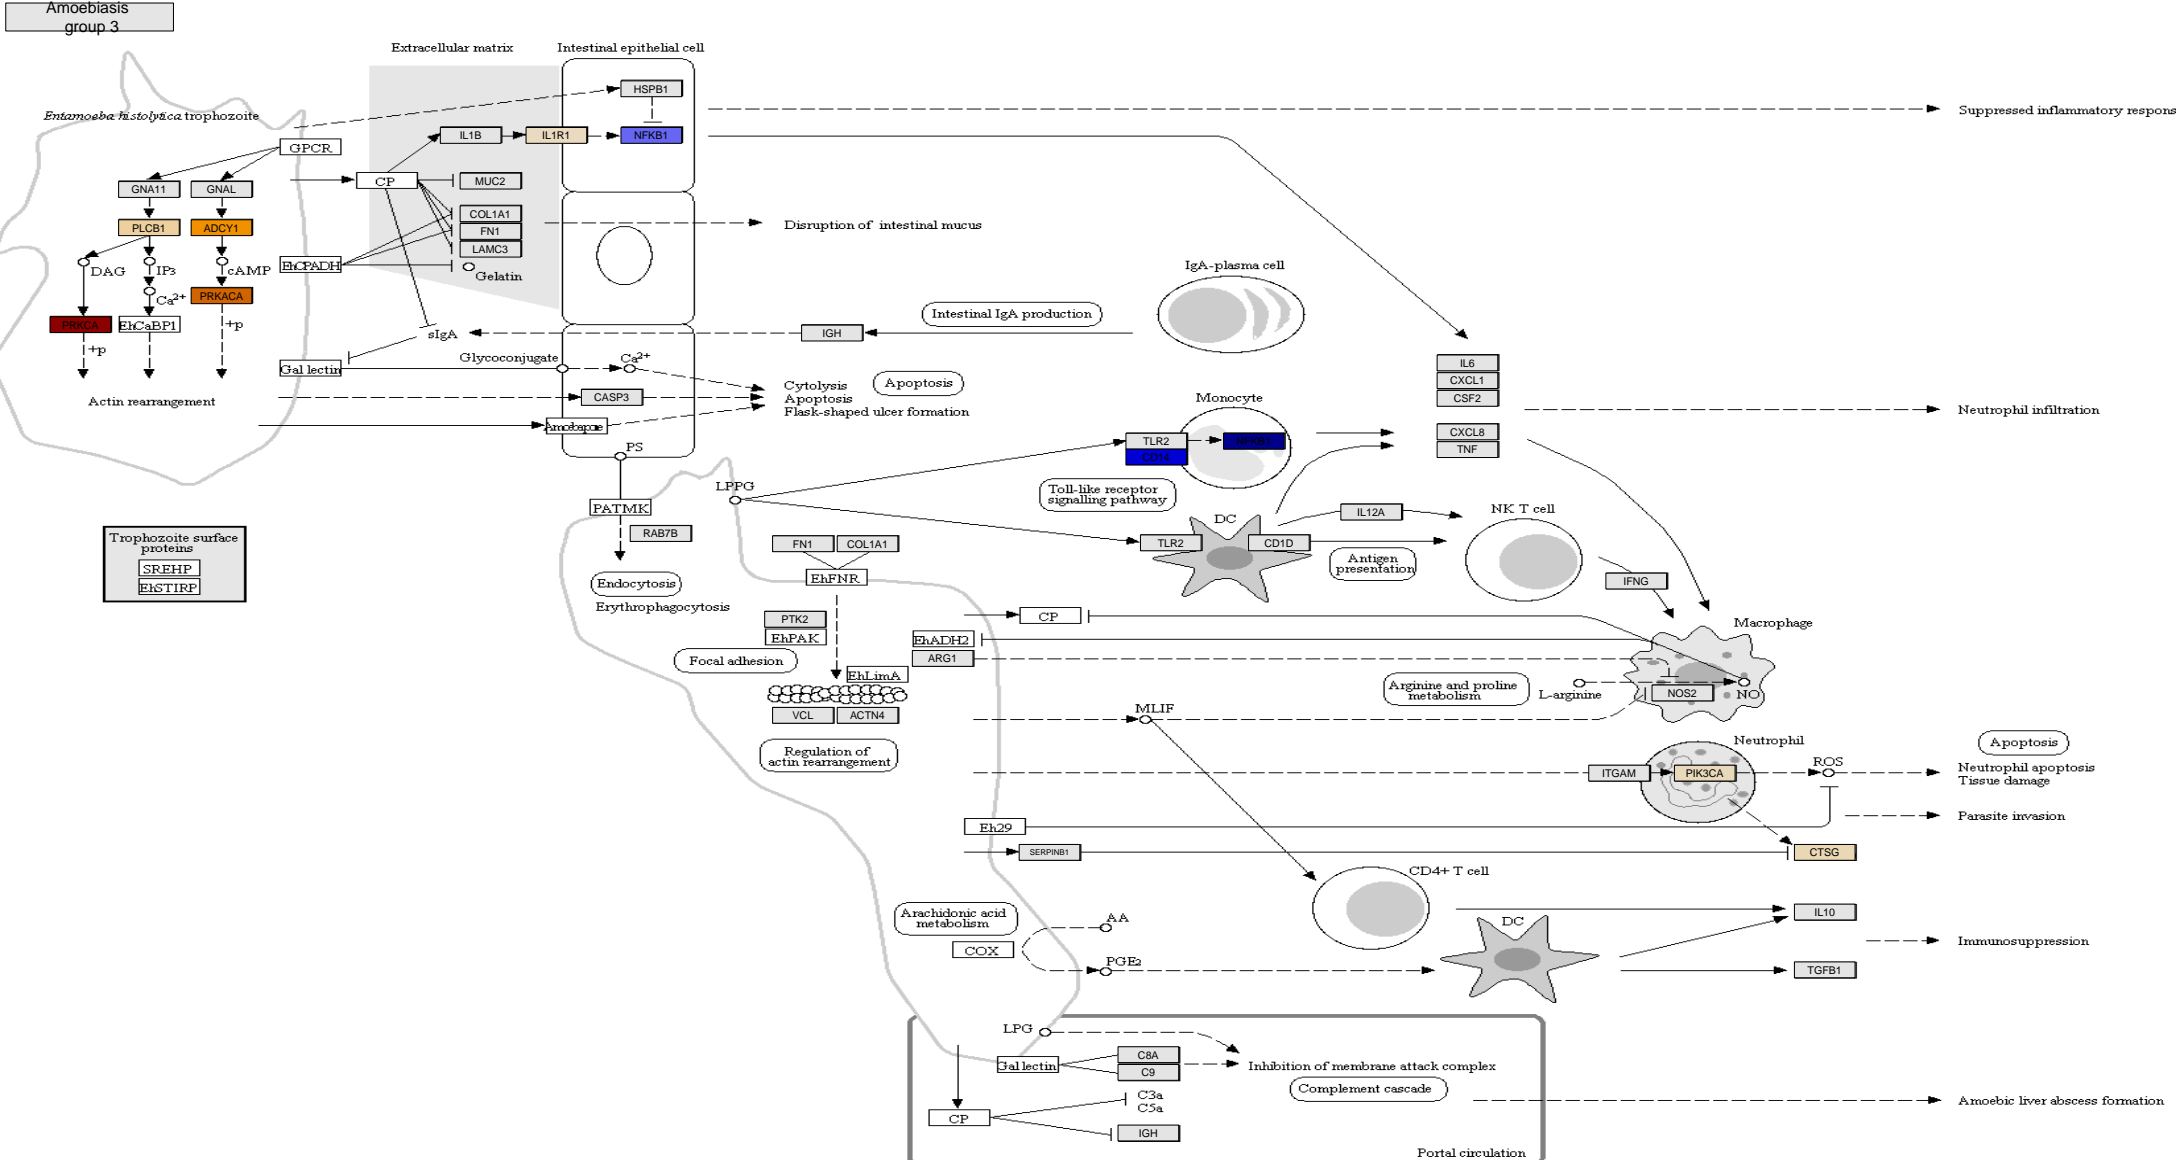 Amoebiasis
group 3
Extracellular matrix
Intestinal epithelial cell
HSPB1
Suppressed inflammatory respons
Entamoeba histolytica trophozoite
IL1B
IL1R1
NFKB1
GPCR
GNA11
GNAL
CP
MUC2
COL1A1
FN1
LAMC3
Gelatin
Disruption of intestinal mucus
PLCB1
ADCY1
DAG
IP3
cAMP
EhCPADH
Ca2+
PRKACA
PRKCA
EhCaBP1
+p
+p
Actin rearrangement
IgA-plasma cell
Intestinal IgA production
sIgA
IGH
Gal lectin
Glycoconjugate
Ca2+
Cytolysis
Apoptosis
Flask-shaped ulcer formation
Apoptosis
CASP3
Amoebapore
PS
IL6
CXCL1
CSF2
Neutrophil infiltration
CXCL8
TNF
Monocyte
TLR2
CD14
NFKB1
Toll-like receptor
signalling pathway
LPPG
PATMK
RAB7B
Endocytosis
Erythrophagocytosis
Trophozoite surface
proteins
SREHP
EhSTIRP
FN1
COL1A1
EhFNR
DC
TLR2
CD1D
IL12A
Antigen
presentation
NK T cell
IFNG
Macrophage
PTK2
EhPAK
Focal adhesion
CP
EhADH2
ARG1
EhLimA
VCL
ACTN4
Regulation of
actin rearrangement
Arginine and proline
metabolism
L-arginine
NOS2
NO
MLIF
Neutrophil
ITGAM
PIK3CA
ROS
Apoptosis
Neutrophil apoptosis
Tissue damage
Parasite invasion
Eh29
SERPINB1
CTSG
CD4+ T cell
Arachidonic acid
metabolism
AA
COX
PGE2
DC
IL10
Immunosuppression
TGFB1
LPG
Gal lectin
C8A
C9
Inhibition of membrane attack complex
Complement cascade
C3a
C5a
CP
IGH
Amoebic liver abscess formation
Portal circulation